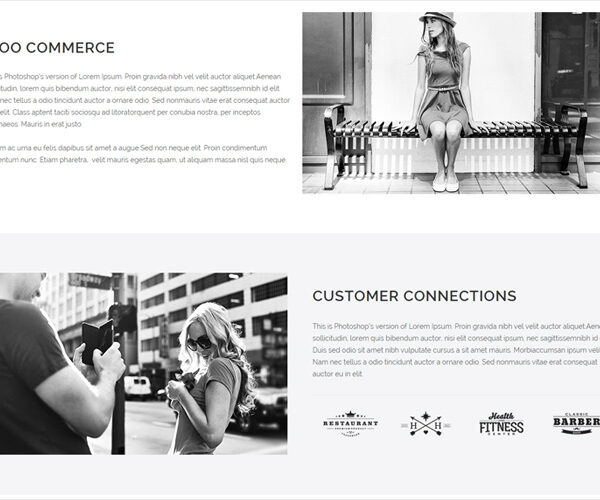 OO COMMERCE
s Photoshop's version of Lorem Ipsum. Proin gravida nibh vel velit auctor aliquet.Aenean
citudin, lorem quis bibendum auctor, nisi elit consequat ipsum, nec sagittissemnibh id elit.
nec tellus a odio tincidunt auctor a ornare odio. Sed nonmauris vitae erat consequat auctor
elit. Class aptent taciti sociosqu ad litoratorquent per conubia nostra, per inceptos
naeos. Mauris in erat justo.
m ac urna eu felis dapibus sit amet a augue.Sed non neque elit. Proin condimentum
entum nunc. Etiam pharetra, velit mauris egestas quam, ut aliquam massa nisl quis neque
CUSTOMER CONNECTIONS
This is Photoshop's version of Lorem Ipsum. Proin gravida nibh vel velit auctor aliquet.Aene
sollicitudin, lorem quis bibendum auctor, nisi elit consequat ipsum, nec sagittissemnibh id e
Duis sed odio sit amet nibh vulputate cursus a sit amet mauris. Morbiaccumsan ipsum velit.
Nam nec tellus a odio tincidunt auctor a ornare odio. Sed nonmauris vitae erat consequat
auctor eu in elit.
RESTAURANT
H H
Health
FITNESS
CENTER
CLASSIC
BARBER